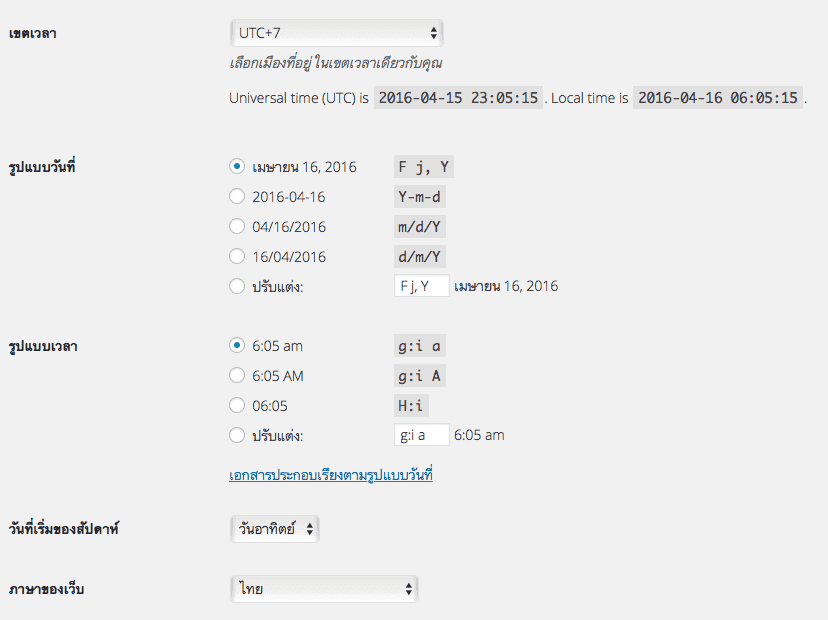 เขตเวลา UTC+7
เลือกเมืองที่อยู่ ในเขตเวลาเดียวกับคุณ
Universal time (UTC) is 2016-04-15 23:05:15 . Local time is 2016-04-16 06:05:15 .
รูปแบบวันที่ เมษายน 16, 2016 F j, Y
2016-04-16 Y-m-d
04/16/2016 m/d/Y
16/04/2016 d/m/Y
ปรับแต่ง: F j, Y เมษายน 16, 2016
รูปแบบเวลา 6:05 am g:i a
6:05 AM g:i A
06:05 H:i
ปรับแต่ง: g:i a 6:05 am
เอกสารประกอบเรียงตามรูปแบบวันที่
วันที่เริ่มของสัปดาห์ วันอาทิตย์
ภาษาของเว็บ ไทย